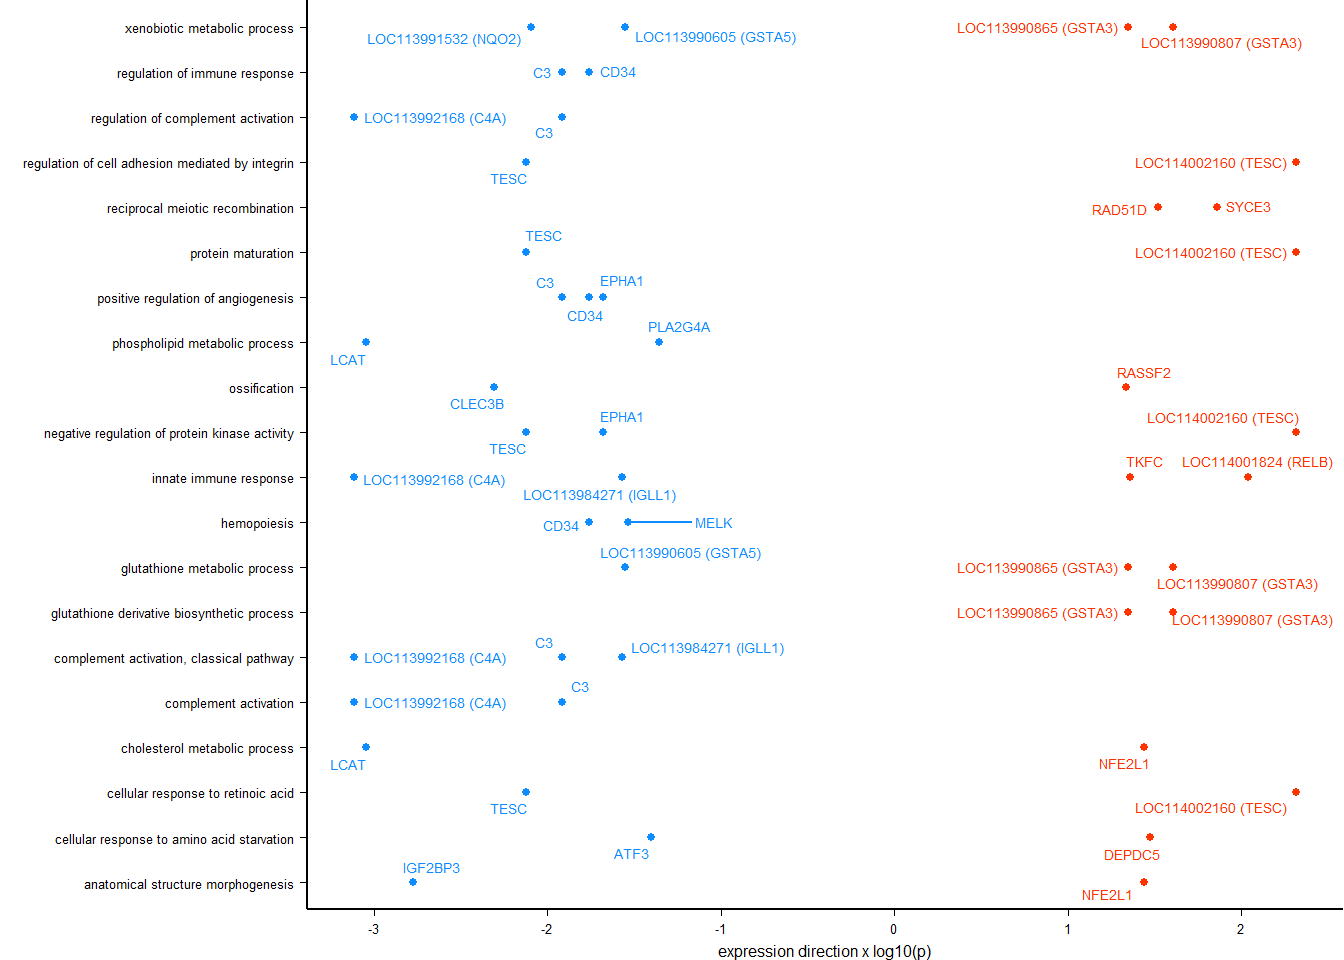 xenobiotic metabolic process
LOC113991532 (NQO2)
LOC113990605 (GSTA5)
LOC113990865 (GSTA3)
LOC113990807 (GSTA3)
regulation of immune response
C3
CD34
regulation of complement activation
LOC113992168 (C4A)
C3
regulation of cell adhesion mediated by integrin
TESC
LOC114002160 (TESC)
reciprocal meiotic recombination
RAD51D
SYCE3
protein maturation
TESC
LOC114002160 (TESC)
positive regulation of angiogenesis
C3
CD34
EPHA1
phospholipid metabolic process
LCAT
PLA2G4A
ossification
CLEC3B
RASSF2
negative regulation of protein kinase activity
TESC
EPHA1
LOC114002160 (TESC)
innate immune response
LOC113992168 (C4A)
LOC113984271 (IGLL1)
TKFC
LOC114001824 (RELB)
hemopoiesis
CD34
MELK
glutathione metabolic process
LOC113990605 (GSTA5)
LOC113990865 (GSTA3)
LOC113990807 (GSTA3)
glutathione derivative biosynthetic process
LOC113990865 (GSTA3)
LOC113990807 (GSTA3)
complement activation, classical pathway
LOC113992168 (C4A)
C3
LOC113984271 (IGLL1)
complement activation
LOC113992168 (C4A)
C3
cholesterol metabolic process
LCAT
NFE2L1
cellular response to retinoic acid
TESC
LOC114002160 (TESC)
cellular response to amino acid starvation
ATF3
DEPDC5
anatomical structure morphogenesis
IGF2BP3
NFE2L1
-3 -2 -1 0 1 2
expression direction x log10(p)